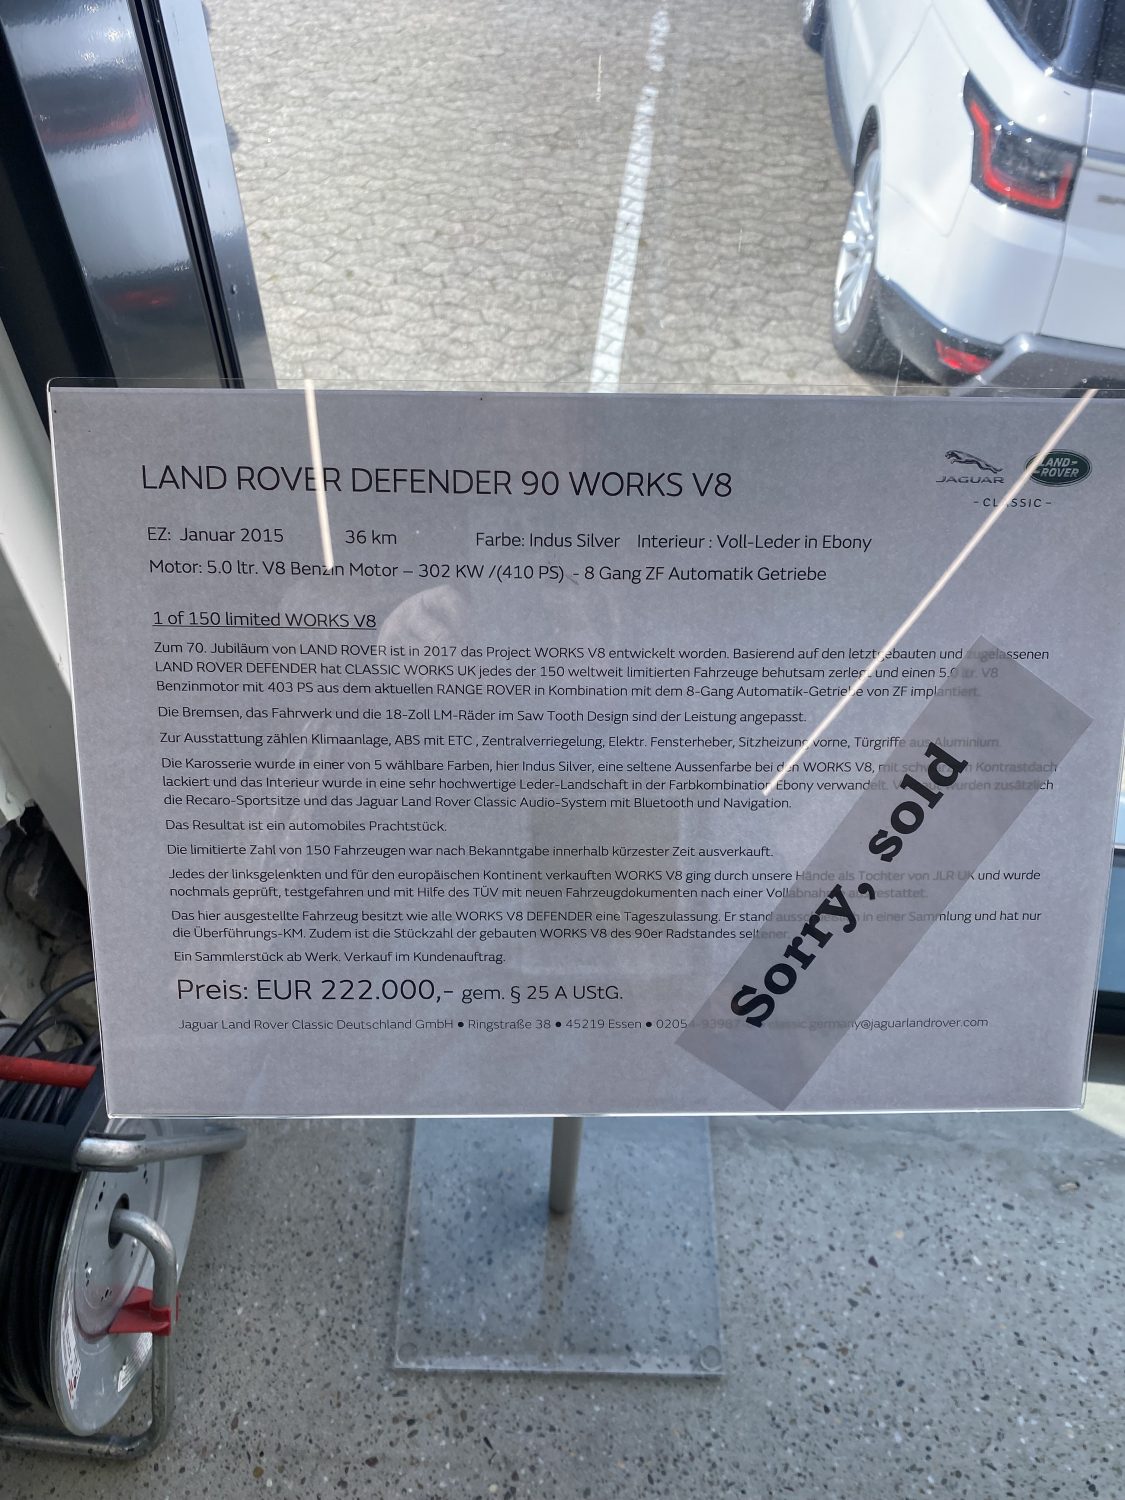 LAND ROVER DEFENDER 90 WORKS V8
JAGUAR
LAND-
ROVER
- CLASSIC -
EZ: Januar 2015 36 km Farbe: Indus Silver Interieur : Voll-Leder in Ebony
Motor: 5.0 ltr. V8 Benzin Motor – 302 KW /(410 PS) - 8 Gang ZF Automatik Getriebe
1 of 150 limited WORKS V8
Zum 70. Jubiläum von LAND ROVER ist in 2017 das Project WORKS V8 entwickelt worden. Basierend auf den letztgebauten und zugelassenen
LAND ROVER DEFENDER hat CLASSIC WORKS UK jedes der 150 weltweit limitierten Fahrzeuge behutsam zerlegt und einen 5.0 ltr. V8
Benzinmotor mit 403 PS aus dem aktuellen RANGE ROVER in Kombination mit dem 8-Gang Automatik-Getriebe von ZF implantiert.
Die Bremsen, das Fahrwerk und die 18-Zoll LM-Räder im Saw Tooth Design sind der Leistung angepasst.
Zur Ausstattung zählen Klimaanlage, ABS mit ETC , Zentralverriegelung, Elektr. Fensterheber, Sitzheizung vorne, Türgriffe aus Aluminium.
Die Karosserie wurde in einer von 5 wählbare Farben, hier Indus Silver, eine seltene Aussenfarbe bei den WORKS V8, mit Kontrastdach
lackiert und das Interieur wurde in eine sehr hochwertige Leder-Landschaft in der Farbkombination Ebony verwandelt. wurden zusätzlich
die Recaro-Sportsitze und das Jaguar Land Rover Classic Audio-System mit Bluetooth und Navigation.
Das Resultat ist ein automobiles Prachtstück.
Die limitierte Zahl von 150 Fahrzeugen war nach Bekanntgabe innerhalb kürzester Zeit ausverkauft.
Jedes der linksgelenkten und für den europäischen Kontinent verkauften WORKS V8 ging durch unsere Hände als Tochter von JLR UK und wurde
nochmals geprüft, testgefahren und mit Hilfe des TÜV mit neuen Fahrzeugdokumenten nach einer Vollabnahme ausgestattet.
Das hier ausgestellte Fahrzeug besitzt wie alle WORKS V8 DEFENDER eine Tageszulassung. Er stand ausschließlich in einer Sammlung und hat nur
die Überführungs-KM. Zudem ist die Stückzahl der gebauten WORKS V8 des 90er Radstandes seltener.
Ein Sammlerstück ab Werk. Verkauf im Kundenauftrag.
Preis: EUR 222.000,- gem. § 25 A UStG.
Jaguar Land Rover Classic Deutschland GmbH ● Ringstraße 38 ● 45219 Essen ● 02054 classic.germany@jaguarlandrover.com
Sorry, sold